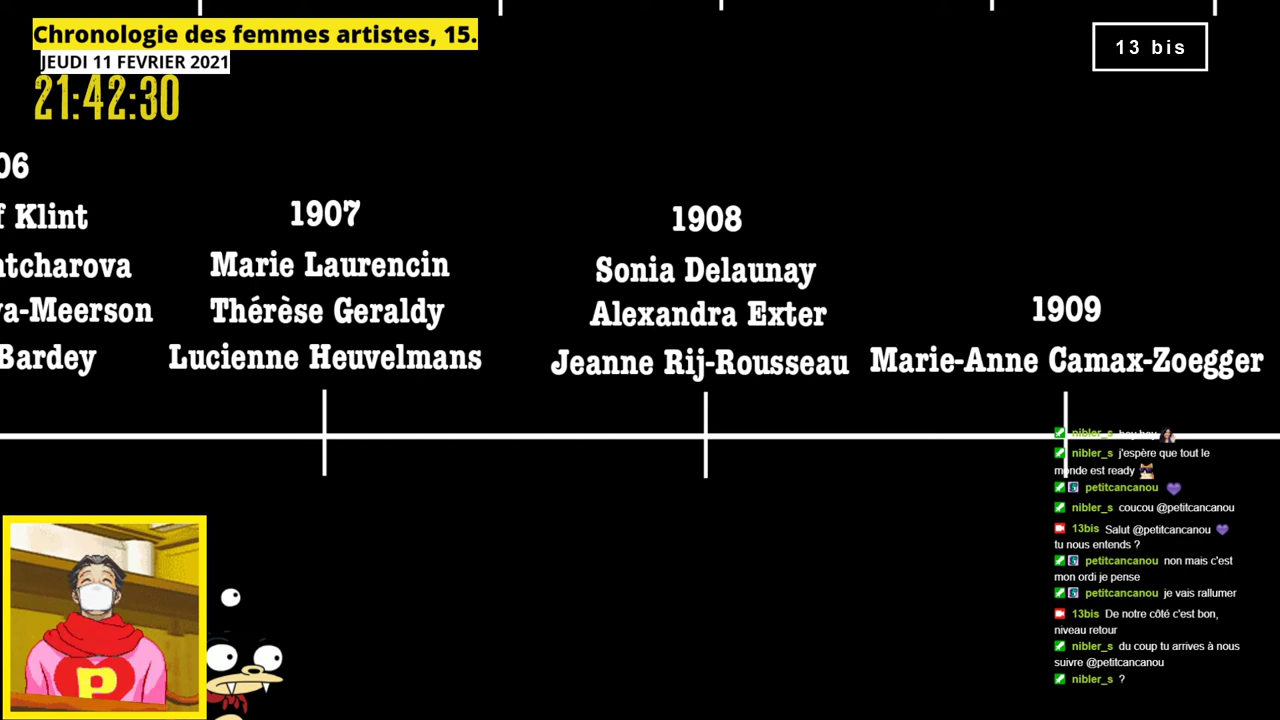 Chronologie des femmes artistes, 15.
JEUDI 11 FEVRIER 2021
21:42:30
13 bis
06
f Klint
ntcharova
va-Meerson
Bardey
1907
Marie Laurencin
Thérèse Geraldy
Lucienne Heuvelmans
1908
Sonia Delaunay
Alexandra Exter
Jeanne Rij-Rousseau
1909
Marie-Anne Camax-Zoegger
nibler_s hey hey
nibler_s j'espère que tout le
monde est ready
petitcancanou
nibler_s coucou @petitcancanou
13bis Salut @petitcancanou
tu nous entends ?
petitcancanou non mais c'est
mon ordi je pense
petitcancanou je vais rallumer
13bis De notre côté c'est bon,
niveau retour
nibler_s du coup tu arrives à nous
suivre @petitcancanou
nibler_s ?
P